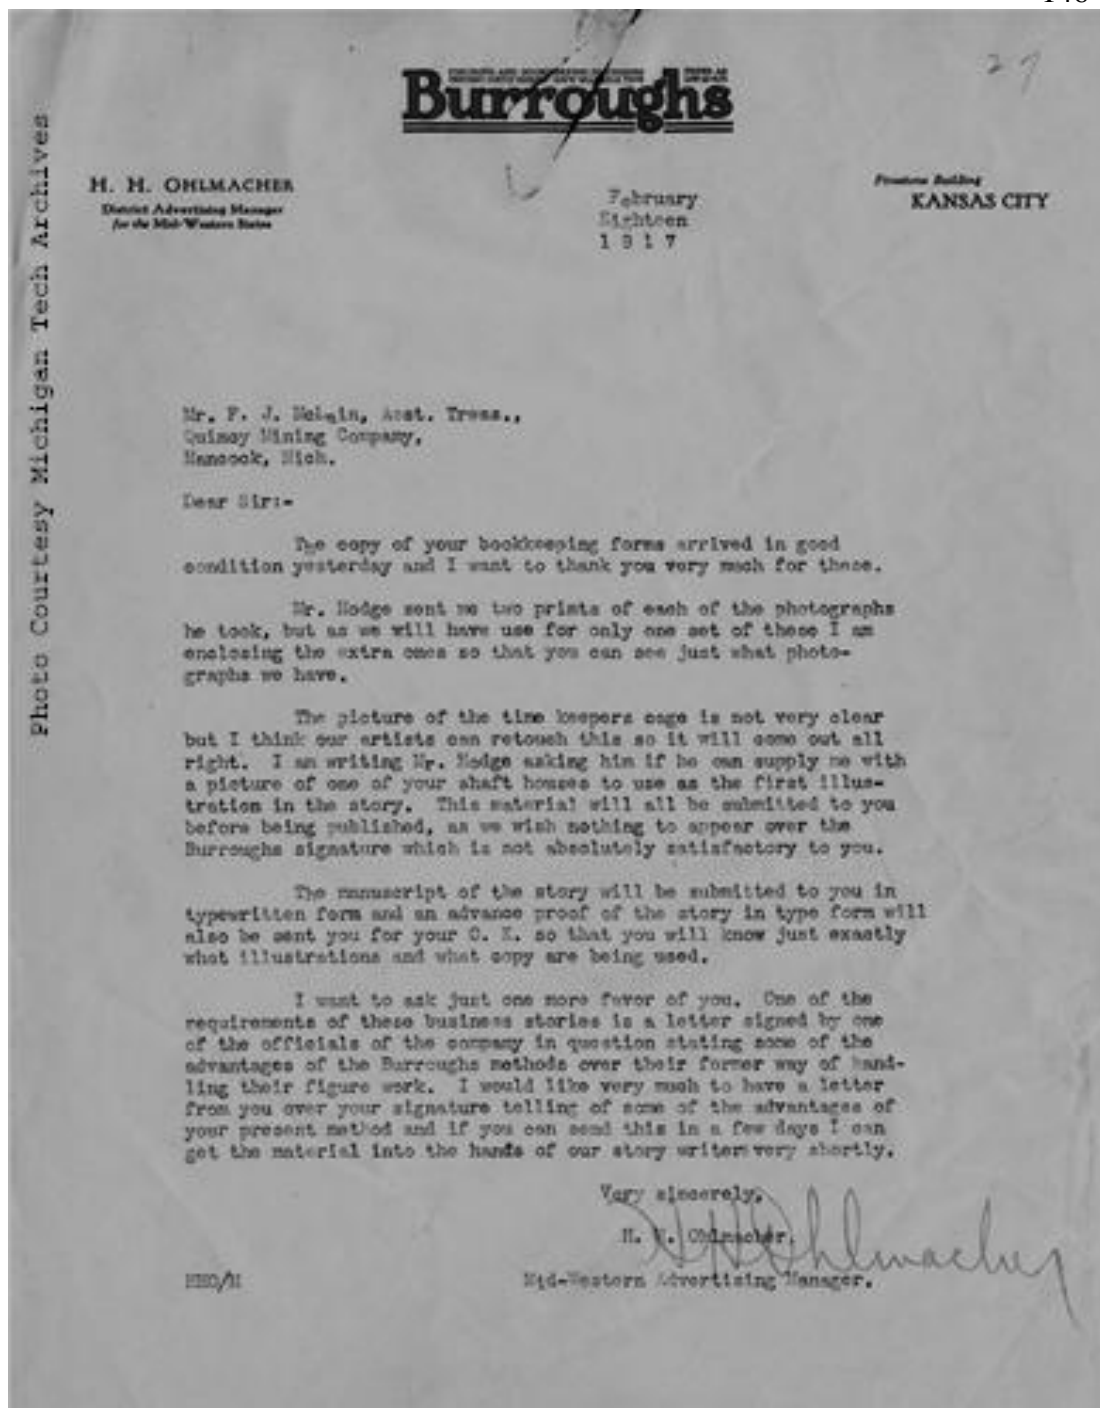 27
Burroughs
H. H. OHLMACHER
District Advertising Manager
for the Mid-Western States
February
Eighteen
1 9 1 7
Firestone Building
KANSAS CITY
Photo Courtesy Michigan Tech Archives
Mr. F. J. McLain, Asst. Treas.,
Quincy Mining Company,
Hancock, Mich.
Dear Sir:-
The copy of your bookkeeping forms arrived in good
condition yesterday and I want to thank you very much for these.
Mr. Hodge sent me two prints of each of the photographs
he took, but as we will have use for only one set of these I am
enclosing the extra ones so that you can see just what photo-
graphs we have.
The picture of the time keepers cage is not very clear
but I think our artists can retouch this so it will come out all
right. I am writing Mr. Hodge asking him if he can supply me with
a picture of one of your shaft houses to use as the first illus-
tration in the story. This material will all be submitted to you
before being published, as we wish nothing to appear over the
Burroughs signature which is not absolutely satisfactory to you.
The manuscript of the story will be submitted to you in
typewritten form and an advance proof of the story in type form will
also be sent you for your O. K. so that you will know just exactly
what illustrations and what copy are being used.
I want to ask just one more favor of you. One of the
requirements of these business stories is a letter signed by one
of the officials of the company in question stating some of the
advantages of the Burroughs methods over their former way of hand-
ling their figure work. I would like very much to have a letter
from you over your signature telling of some of the advantages of
your present method and if you can send this in a few days I can
get the material into the hands of our story writers very shortly.
Very sincerely,
H. H. Ohlmacher.
H H Ohlmacher
HHO/H
Mid-Western Advertising Manager.